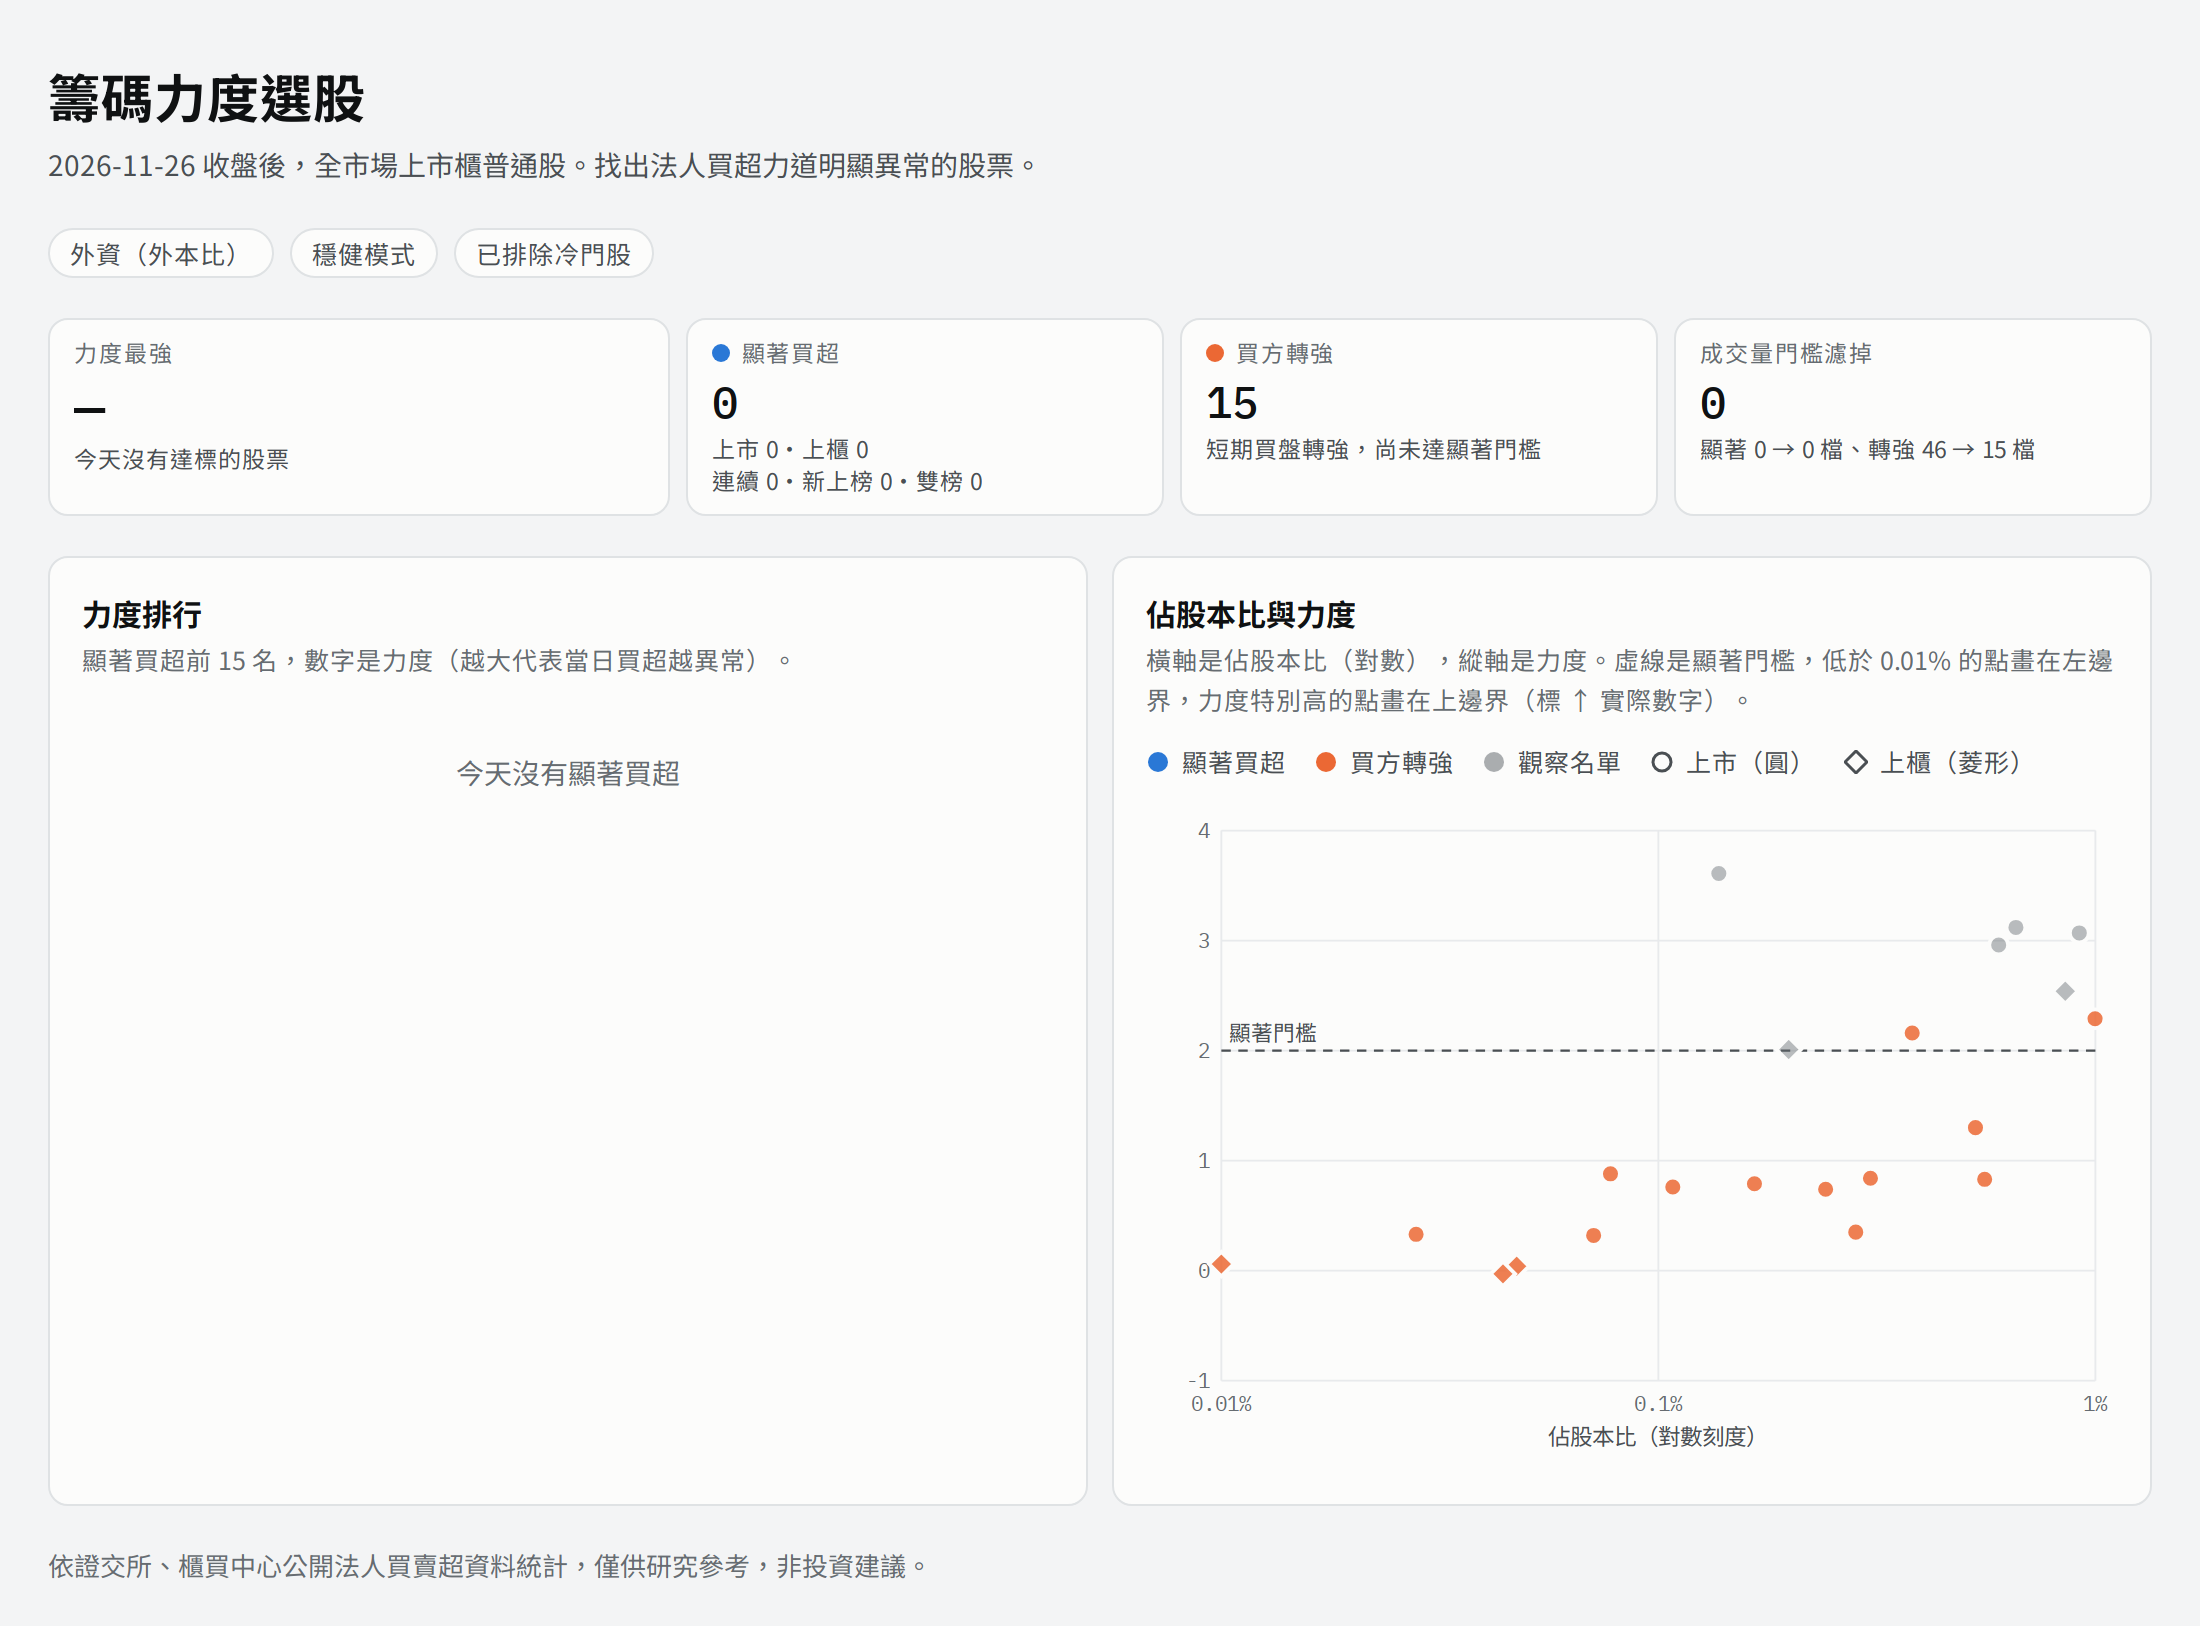 籌碼力度選股
2026-11-26 收盤後，全市場上市櫃普通股。找出法人買超力道明顯異常的股票。
外資（外本比）
穩健模式
已排除冷門股
力度最強
—
今天沒有達標的股票
顯著買超
0
上市 0・上櫃 0
連續 0・新上榜 0・雙榜 0
買方轉強
15
短期買盤轉強，尚未達顯著門檻
成交量門檻濾掉
0
顯著 0 → 0 檔、轉強 46 → 15 檔
力度排行
顯著買超前 15 名，數字是力度（越大代表當日買超越異常）。
今天沒有顯著買超
佔股本比與力度
橫軸是佔股本比（對數），縱軸是力度。虛線是顯著門檻，低於 0.01% 的點畫在左邊
界，力度特別高的點畫在上邊界（標 ↑ 實際數字）。
顯著買超
買方轉強
觀察名單
上市（圓）
上櫃（菱形）
4
3
顯著門檻
2
1
0
-1
0.01%
0.1%
1%
佔股本比（對數刻度）
依證交所、櫃買中心公開法人買賣超資料統計，僅供研究參考，非投資建議。